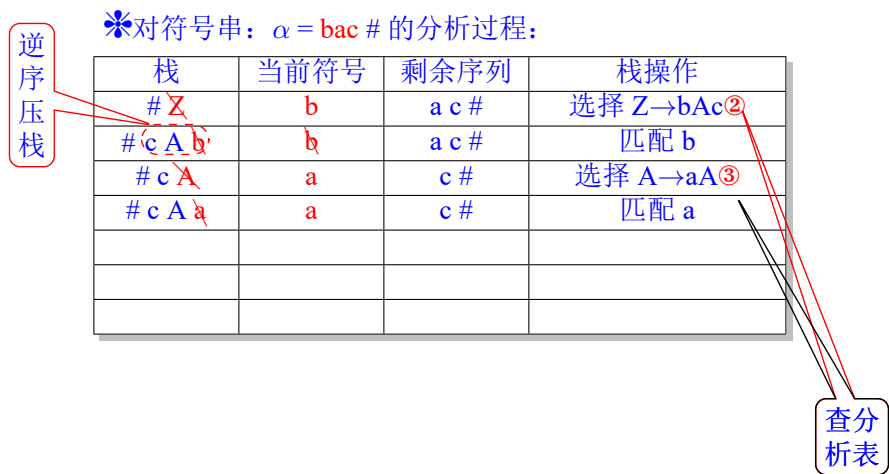 ❉对符号串：α = bac # 的分析过程：
逆序压栈
栈 当前符号 剩余序列 栈操作
# Z b a c # 选择 Z→bAc②
# c A b b a c # 匹配 b
# c A a c # 选择 A→aA③
# c A a a c # 匹配 a
查分
析表